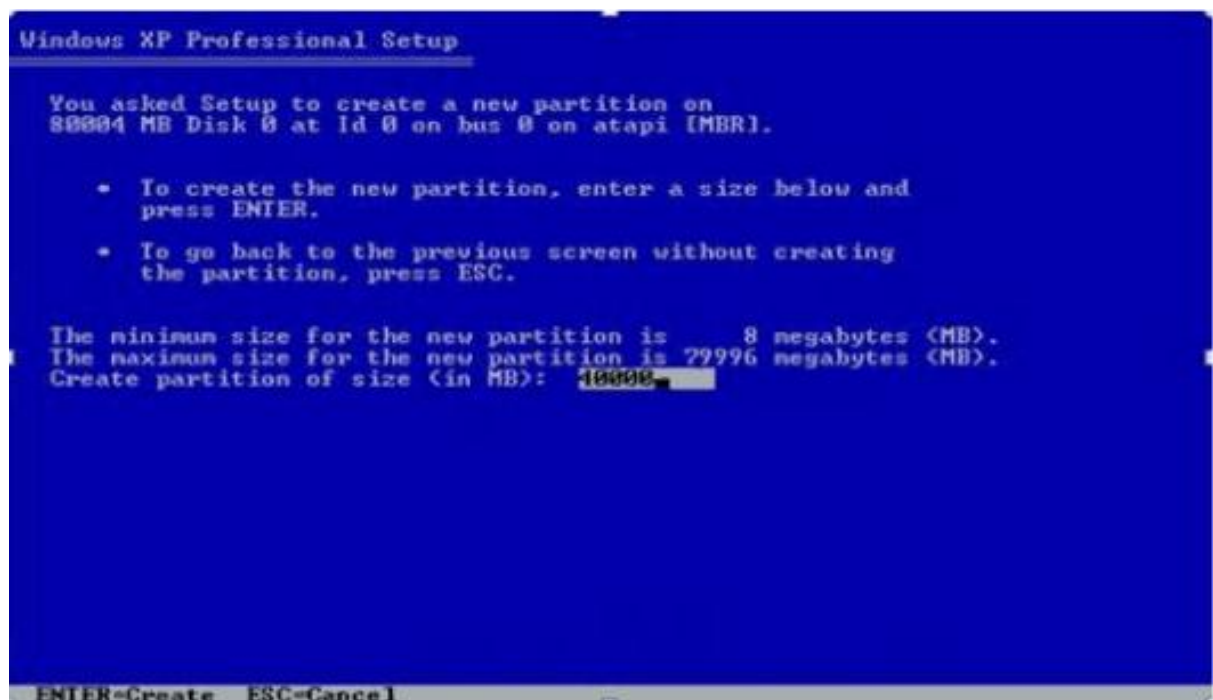 Windows XP Professional Setup
You asked Setup to create a new partition on
80004 MB Disk 0 at Id 0 on bus 0 on atapi [MBR].
• To create the new partition, enter a size below and
press ENTER.
• To go back to the previous screen without creating
the partition, press ESC.
The minimum size for the new partition is 8 megabytes (MB).
The maximum size for the new partition is 79996 megabytes (MB).
Create partition of size (in MB): 40000_
ENTER=Create ESC=Cancel